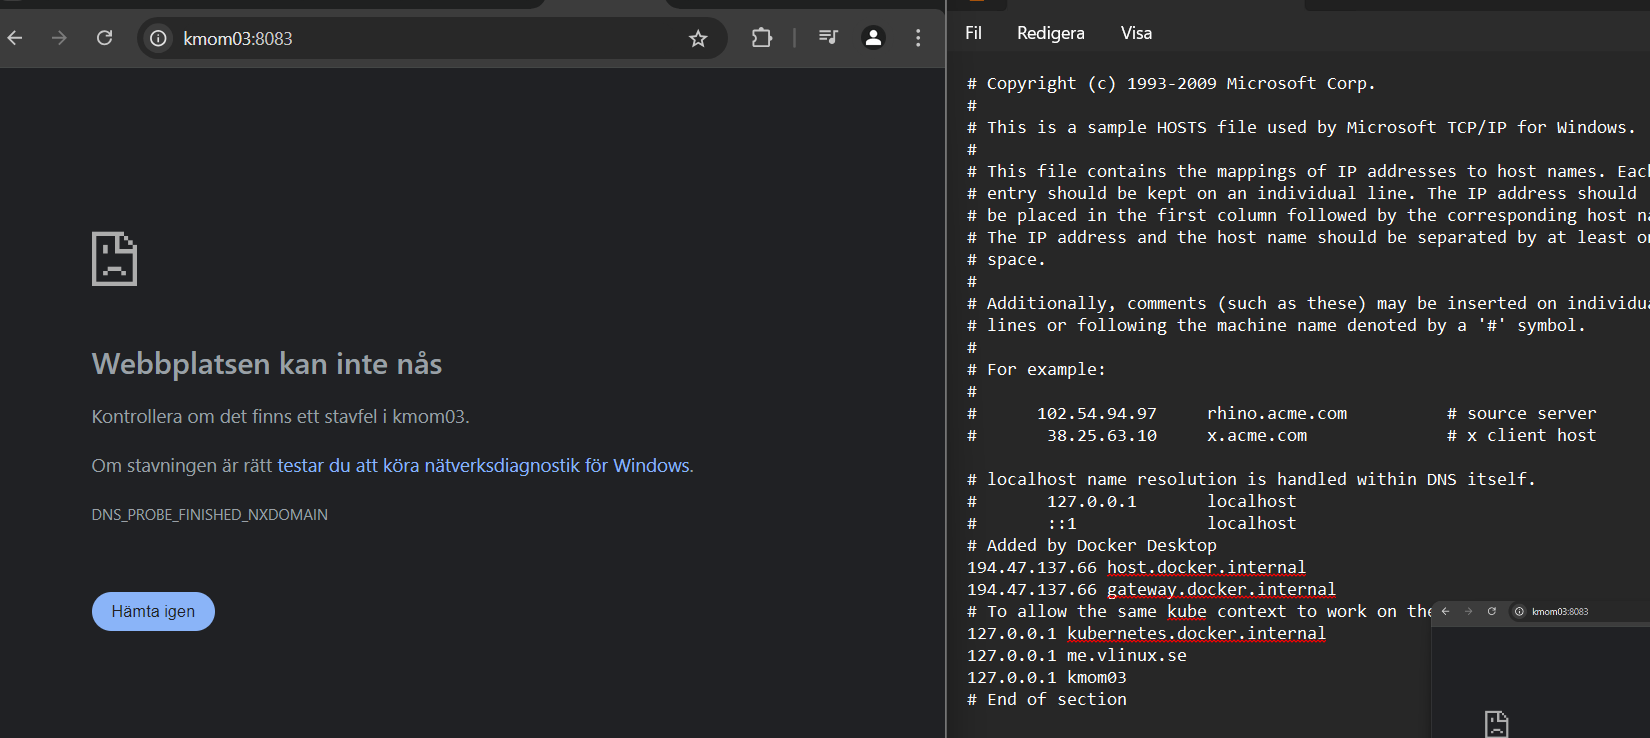 kmom03:8083
Webbplatsen kan inte nås
Kontrollera om det finns ett stavfel i kmom03.
Om stavningen är rätt testar du att köra nätverksdiagnostik för Windows.
DNS_PROBE_FINISHED_NXDOMAIN
Hämta igen
Fil Redigera Visa
# Copyright (c) 1993-2009 Microsoft Corp.
#
# This is a sample HOSTS file used by Microsoft TCP/IP for Windows.
#
# This file contains the mappings of IP addresses to host names.
# entry should be kept on an individual line. The IP address should
# be placed in the first column followed by the corresponding host
# The IP address and the host name should be separated by at least
# space.
#
# Additionally, comments (such as these) may be inserted on
# lines or following the machine name denoted by a '#' symbol.
#
# For example:
#
# 102.54.94.97 rhino.acme.com # source server
# 38.25.63.10 x.acme.com # x client host
# localhost name resolution is handled within DNS itself.
# 127.0.0.1 localhost
# ::1 localhost
# Added by Docker Desktop
194.47.137.66 host.docker.internal
194.47.137.66 gateway.docker.internal
# To allow the same kube context to work on the
127.0.0.1 kubernetes.docker.internal
127.0.0.1 me.vlinux.se
127.0.0.1 kmom03
# End of section
kmom03:8083